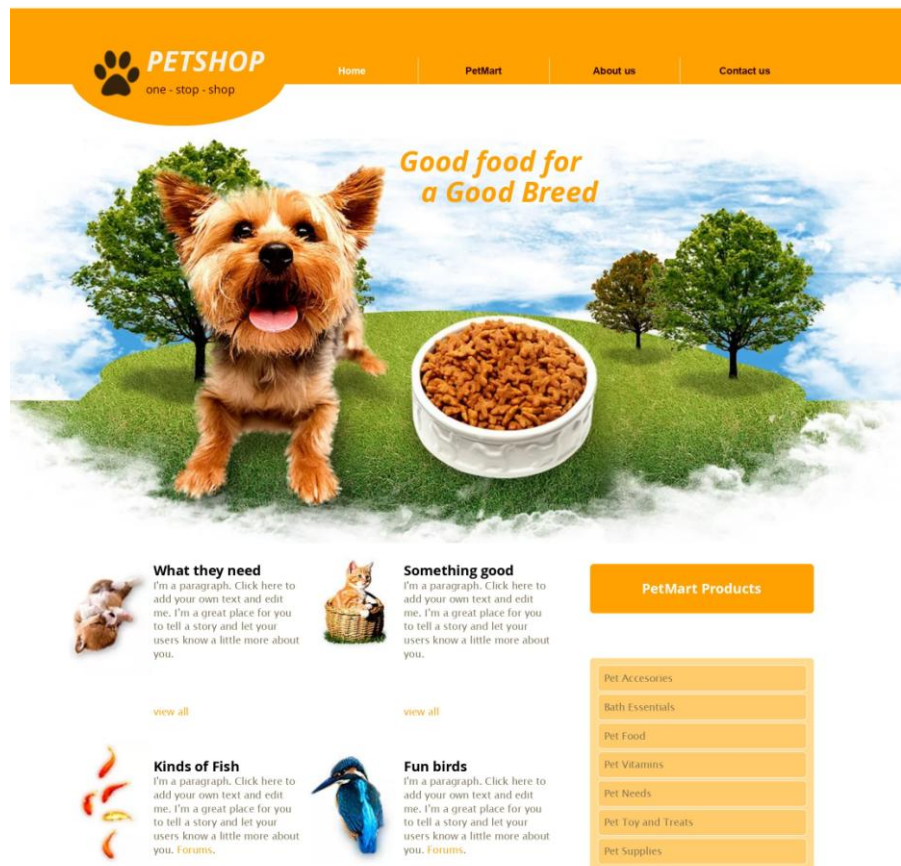 PETSHOP
one - stop - shop
Home
PetMart
About us
Contact us
Good food for
a Good Breed
What they need
I'm a paragraph. Click here to
add your own text and edit
me. I'm a great place for you
to tell a story and let your
users know a little more about
you.
view all
Something good
I'm a paragraph. Click here to
add your own text and edit
me. I'm a great place for you
to tell a story and let your
users know a little more about
you.
view all
Kinds of Fish
I'm a paragraph. Click here to
add your own text and edit
me. I'm a great place for you
to tell a story and let your
users know a little more about
you. Forums.
Fun birds
I'm a paragraph. Click here to
add your own text and edit
me. I'm a great place for you
to tell a story and let your
users know a little more about
you. Forums.
PetMart Products
Pet Accesories
Bath Essentials
Pet Food
Pet Vitamins
Pet Needs
Pet Toy and Treats
Pet Supplies